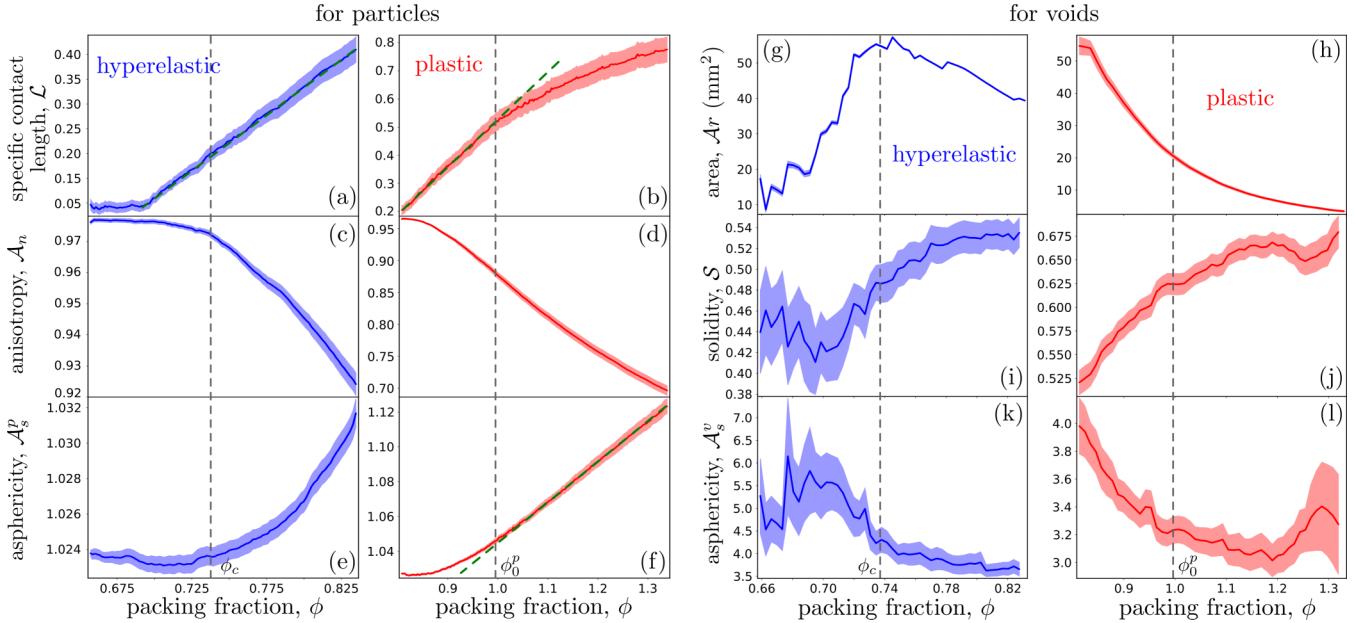 for particles
for voids
specific contact
length, ℒ
0.40
0.35
0.30
0.25
0.20
0.15
0.10
0.05
hyperelastic
(a)
0.8
0.7
0.6
0.5
0.4
0.3
0.2
plastic
(b)
anisotropy, 𝒜ₙ
0.97
0.96
0.95
0.94
0.93
0.92
(c)
0.95
0.90
0.85
0.80
0.75
0.70
(d)
asphericity, 𝒜ₛᵖ
1.032
1.030
1.028
1.026
1.024
(e)
ϕ_c
0.675
0.725
0.775
0.825
packing fraction, ϕ
1.12
1.10
1.08
1.06
1.04
(f)
ϕ₀ᵖ
0.9
1.0
1.1
1.2
1.3
packing fraction, ϕ
area, 𝒜r (mm²)
50
40
30
20
10
(g)
hyperelastic
50
40
30
20
10
(h)
plastic
solidity, 𝒮
0.54
0.52
0.50
0.48
0.46
0.44
0.42
0.40
0.38
(i)
0.675
0.650
0.625
0.600
0.575
0.550
0.525
(j)
asphericity, 𝒜ₛᵛ
7.0
6.5
6.0
5.5
5.0
4.5
4.0
3.5
(k)
ϕ_c
0.66
0.70
0.74
0.78
0.82
packing fraction, ϕ
4.0
3.8
3.6
3.4
3.2
3.0
(l)
ϕ₀ᵖ
0.9
1.0
1.1
1.2
1.3
packing fraction, ϕ